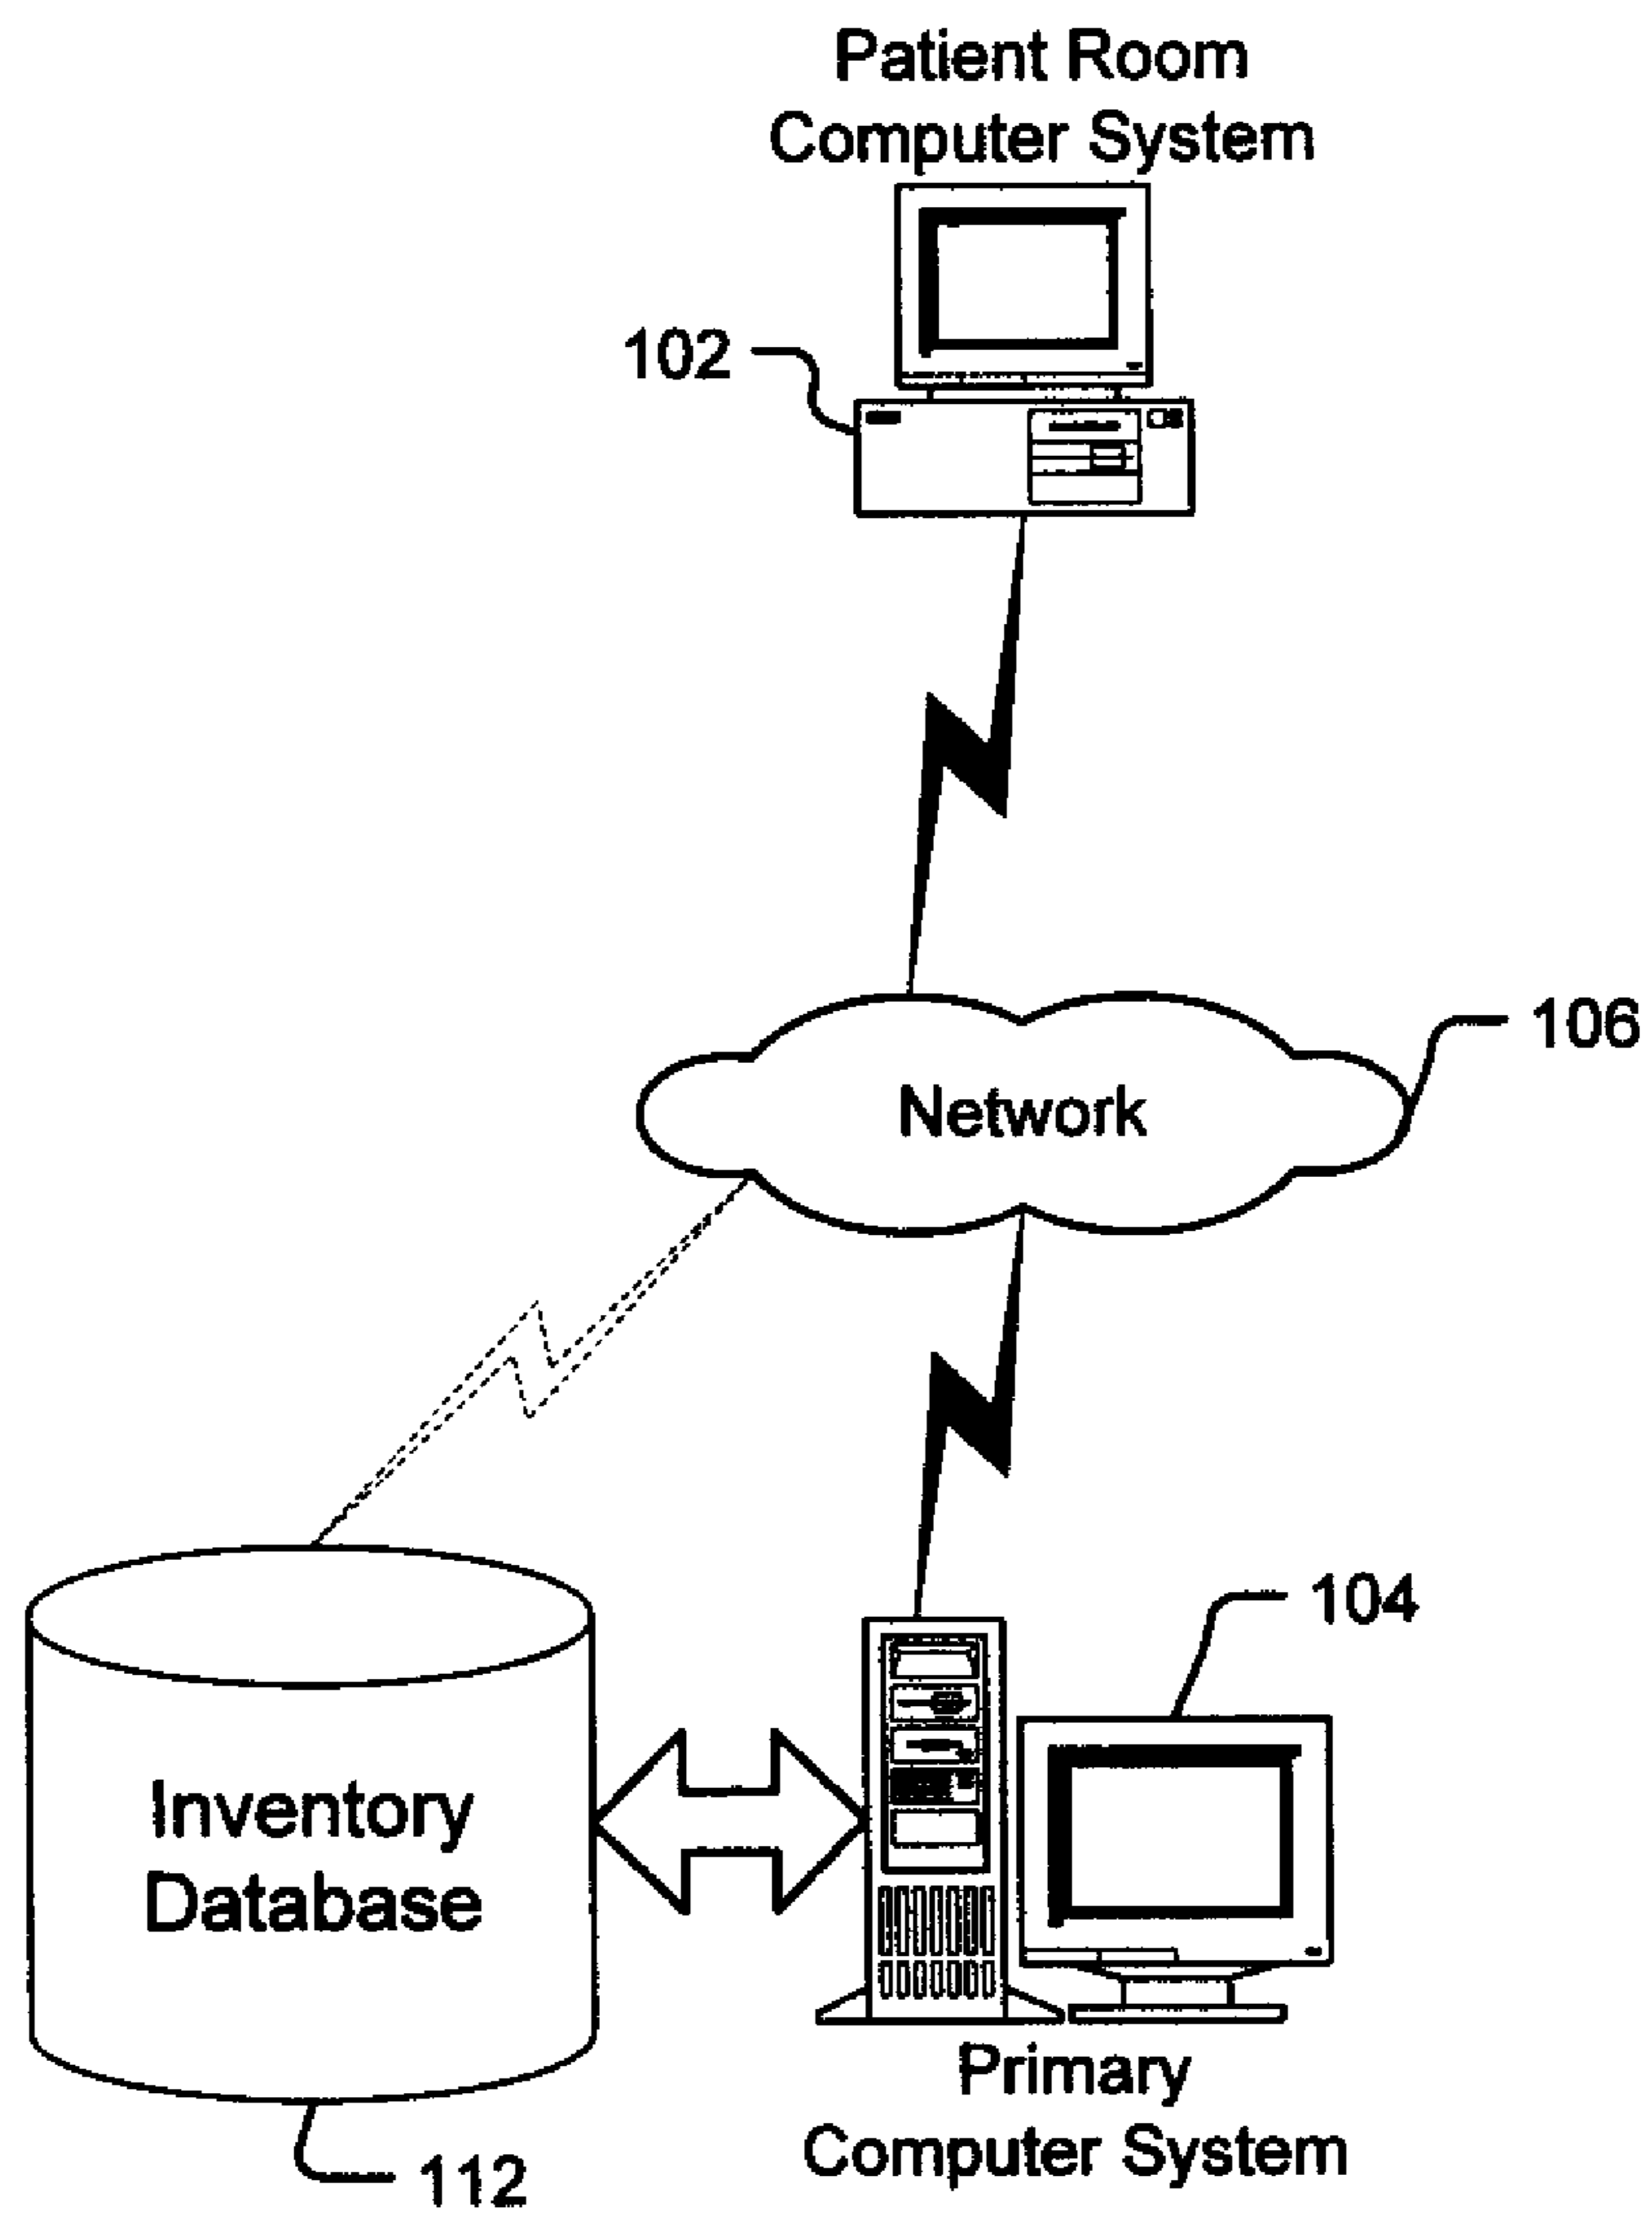 Patient Room
Computer System
102
106
Network
104
Inventory
Database
Primary
Computer System
112